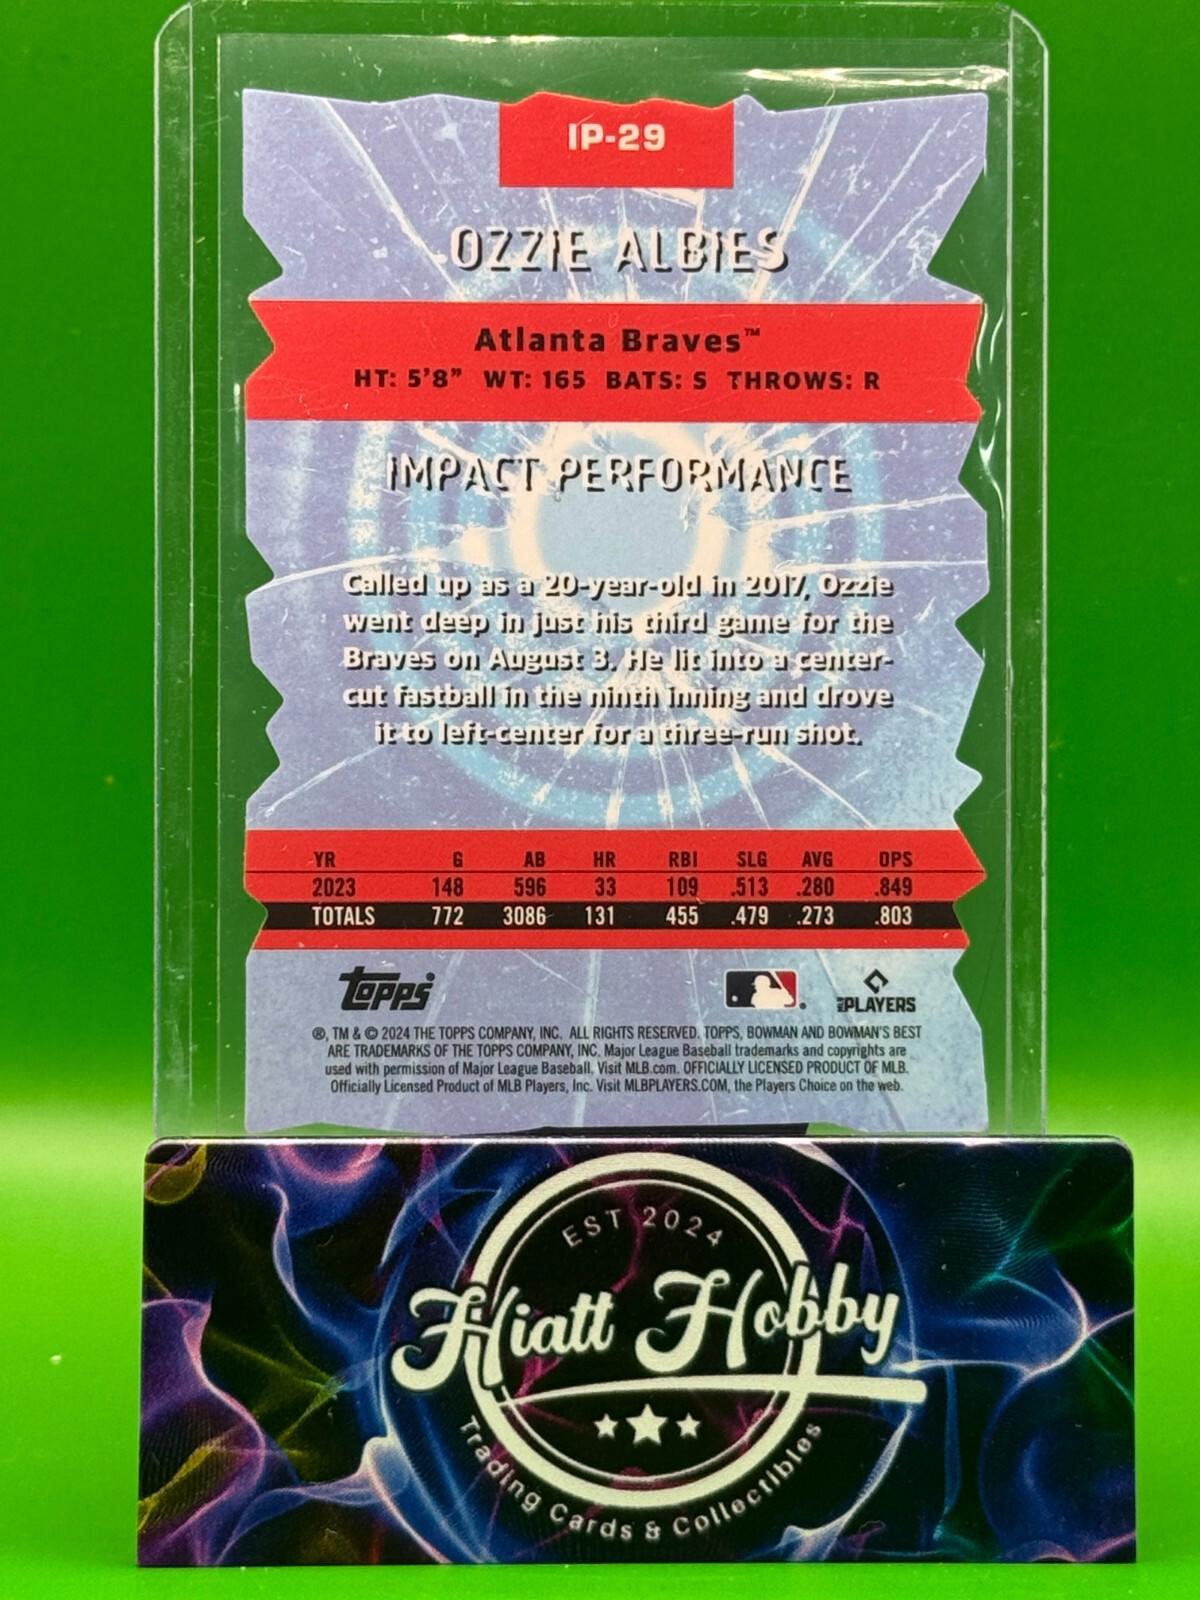 IP-29
OZZIE ALBIES
Atlanta Braves™
HT: 5'8" WT: 165 BATS: S THROWS: R
IMPACT PERFORMANCE
Called up as a 20-year-old in 2017, Ozzie
went deep in just his third game for the
Braves on August 3. He lit into a center-
cut fastball in the ninth inning and drove
it to left-center for a three-run shot.
YR G AB HR RBI SLG AVG OPS
2023 148 596 33 109 .513 .280 .849
TOTALS 772 3086 131 455 .479 .273 .803
Topps
MLB PLAYERS
®, TM & © 2024 THE TOPPS COMPANY, INC. ALL RIGHTS RESERVED. TOPPS, BOWMAN AND BOWMAN'S BEST
ARE TRADEMARKS OF THE TOPPS COMPANY, INC. Major League Baseball trademarks and copyrights are
used with permission of Major League Baseball. Visit MLB.com. OFFICIALLY LICENSED PRODUCT OF MLB.
Officially Licensed Product of MLB Players, Inc. Visit MLBPLAYERS.COM, the Players Choice on the web.
EST 2024
Hiatt Hobby
Trading Cards & Collectibles